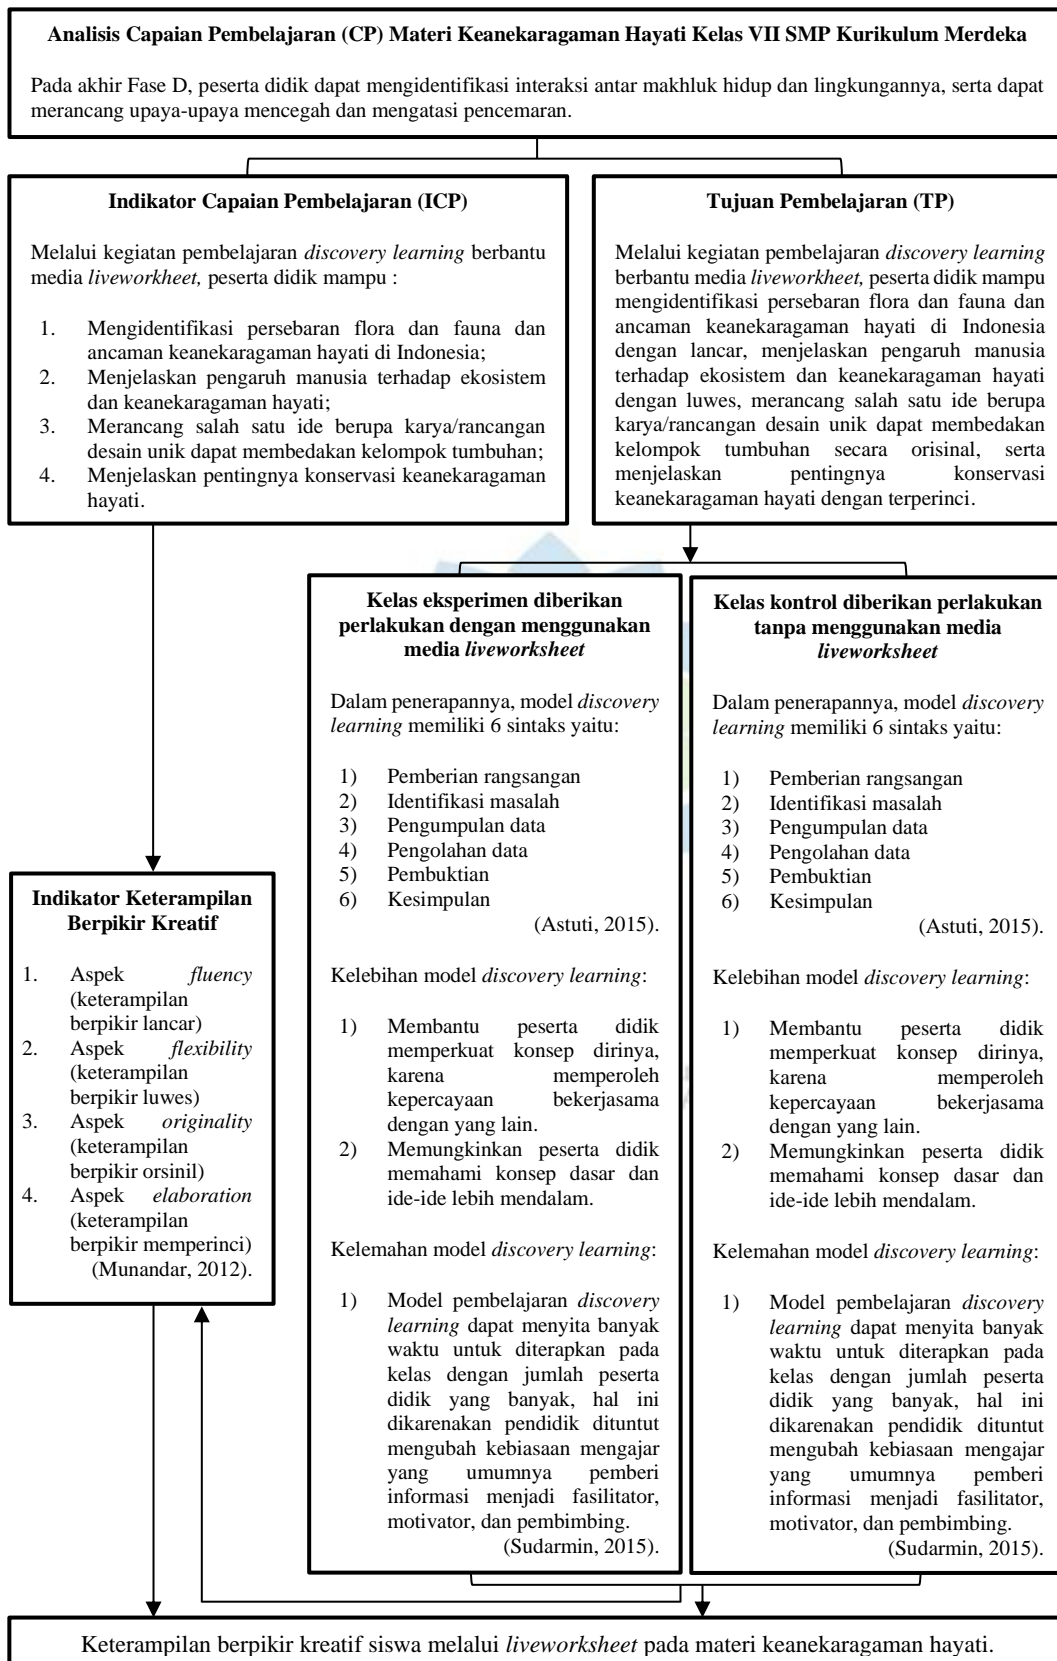 Analisis Capaian Pembelajaran (CP) Materi Keanekaragaman Hayati Kelas VII SMP Kurikulum Merdeka
Pada akhir Fase D, peserta didik dapat mengidentifikasi interaksi antar makhluk hidup dan lingkungannya, serta dapat
merancang upaya-upaya mencegah dan mengatasi pencemaran.
Indikator Capaian Pembelajaran (ICP)
Melalui kegiatan pembelajaran discovery learning berbantu
media liveworkheet, peserta didik mampu :
1. Mengidentifikasi persebaran flora dan fauna dan
ancaman keanekaragaman hayati di Indonesia;
2. Menjelaskan pengaruh manusia terhadap ekosistem
dan keanekaragaman hayati;
3. Merancang salah satu ide berupa karya/rancangan
desain unik dapat membedakan kelompok tumbuhan;
4. Menjelaskan pentingnya konservasi keanekaragaman
hayati.
Tujuan Pembelajaran (TP)
Melalui kegiatan pembelajaran discovery learning
berbantu media liveworkheet, peserta didik mampu
mengidentifikasi persebaran flora dan fauna dan
ancaman keanekaragaman hayati di Indonesia
dengan lancar, menjelaskan pengaruh manusia
terhadap ekosistem dan keanekaragaman hayati
dengan luwes, merancang salah satu ide berupa
karya/rancangan desain unik dapat membedakan
kelompok tumbuhan secara orisinal, serta
menjelaskan pentingnya konservasi
keanekaragaman hayati dengan terperinci.
Indikator Keterampilan
Berpikir Kreatif
1. Aspek fluency
(keterampilan
berpikir lancar)
2. Aspek flexibility
(keterampilan
berpikir luwes)
3. Aspek originality
(keterampilan
berpikir orsinil)
4. Aspek elaboration
(keterampilan
berpikir memperinci)
(Munandar, 2012).
Kelas eksperimen diberikan
perlakukan dengan menggunakan
media liveworksheet
Dalam penerapannya, model discovery
learning memiliki 6 sintaks yaitu:
1) Pemberian rangsangan
2) Identifikasi masalah
3) Pengumpulan data
4) Pengolahan data
5) Pembuktian
6) Kesimpulan
(Astuti, 2015).
Kelebihan model discovery learning:
1) Membantu peserta didik
memperkuat konsep dirinya,
karena memperoleh
kepercayaan bekerjasama
dengan yang lain.
2) Memungkinkan peserta didik
memahami konsep dasar dan
ide-ide lebih mendalam.
Kelemahan model discovery learning:
1) Model pembelajaran discovery
learning dapat menyita banyak
waktu untuk diterapkan pada
kelas dengan jumlah peserta
didik yang banyak, hal ini
dikarenakan pendidik dituntut
mengubah kebiasaan mengajar
yang umumnya pemberi
informasi menjadi fasilitator,
motivator, dan pembimbing.
(Sudarmin, 2015).
Kelas kontrol diberikan perlakukan
tanpa menggunakan media
liveworksheet
Dalam penerapannya, model discovery
learning memiliki 6 sintaks yaitu:
1) Pemberian rangsangan
2) Identifikasi masalah
3) Pengumpulan data
4) Pengolahan data
5) Pembuktian
6) Kesimpulan
(Astuti, 2015).
Kelebihan model discovery learning:
1) Membantu peserta didik
memperkuat konsep dirinya,
karena memperoleh
kepercayaan bekerjasama
dengan yang lain.
2) Memungkinkan peserta didik
memahami konsep dasar dan
ide-ide lebih mendalam.
Kelemahan model discovery learning:
1) Model pembelajaran discovery
learning dapat menyita banyak
waktu untuk diterapkan pada
kelas dengan jumlah peserta
didik yang banyak, hal ini
dikarenakan pendidik dituntut
mengubah kebiasaan mengajar
yang umumnya pemberi
informasi menjadi fasilitator,
motivator, dan pembimbing.
(Sudarmin, 2015).
Keterampilan berpikir kreatif siswa melalui liveworksheet pada materi keanekaragaman hayati.